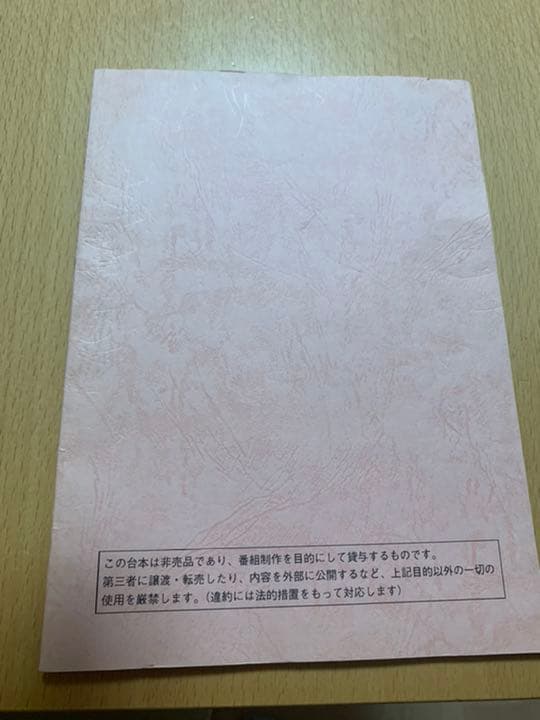 この台本は非売品であり、番組制作を目的にして貸与するものです。
第三者に譲渡・転売したり、内容を外部に公開するなど、上記目的以外の一切の
使用を厳禁します。（違約には法的措置をもって対応します）